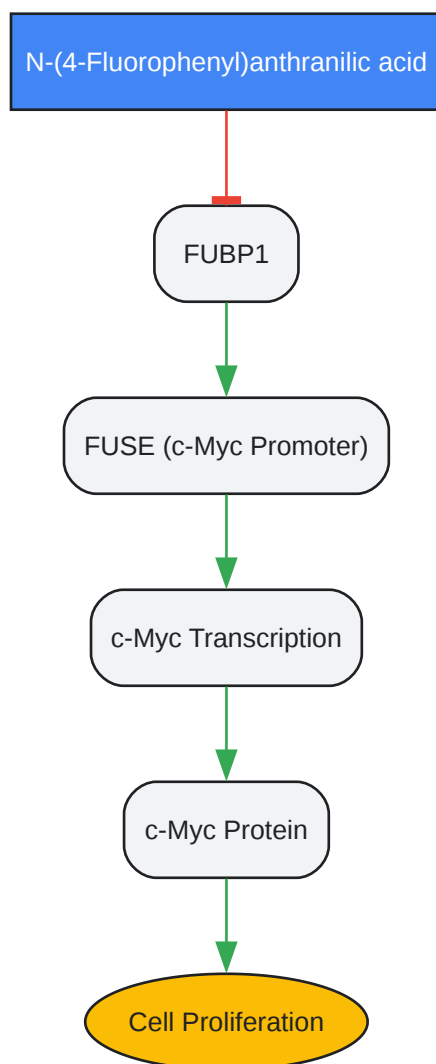 N-(4-Fluorophenyl)anthranilic acid
FUBP1
FUSE (c-Myc Promoter)
c-Myc Transcription
c-Myc Protein
Cell Proliferation